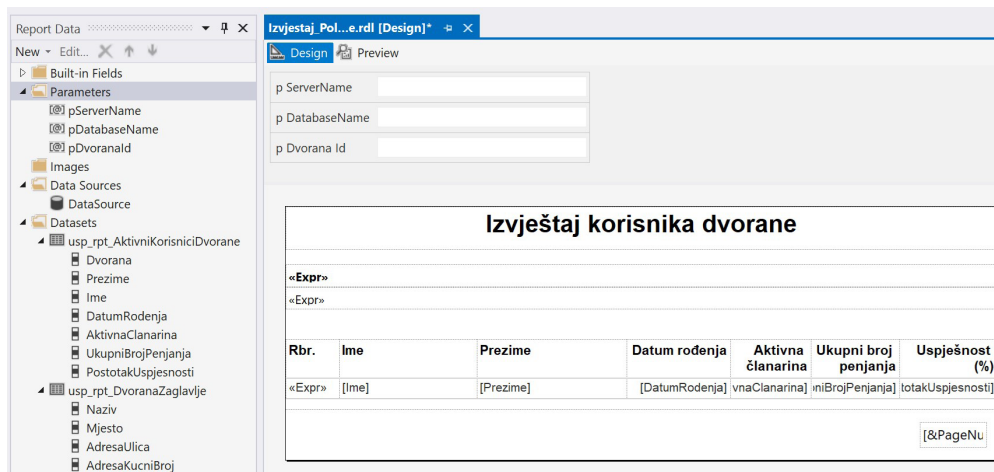 Report Data
New Edit...
Built-in Fields
Parameters
[@] pServerName
[@] pDatabaseName
[@] pDvoranaId
Images
Data Sources
DataSource
Datasets
usp_rpt_AktivniKorisniciDvorane
Dvorana
Prezime
Ime
DatumRodenja
AktivnaClanarina
UkupniBrojPenjanja
PostotakUspjesnosti
usp_rpt_DvoranaZaglavlje
Naziv
Mjesto
AdresaUlica
AdresaKucniBroj
Izvjestaj_Pol...e.rdl [Design]*
Design Preview
p ServerName
p DatabaseName
p Dvorana Id
Izvještaj korisnika dvorane
«Expr»
«Expr»
Rbr. Ime Prezime Datum rođenja Aktivna članarina Ukupni broj penjanja Uspješnost (%)
«Expr» [Ime] [Prezime] [DatumRodenja] vnaClanarina] niBrojPenjanja] totakUspjesnosti]
[&PageNu